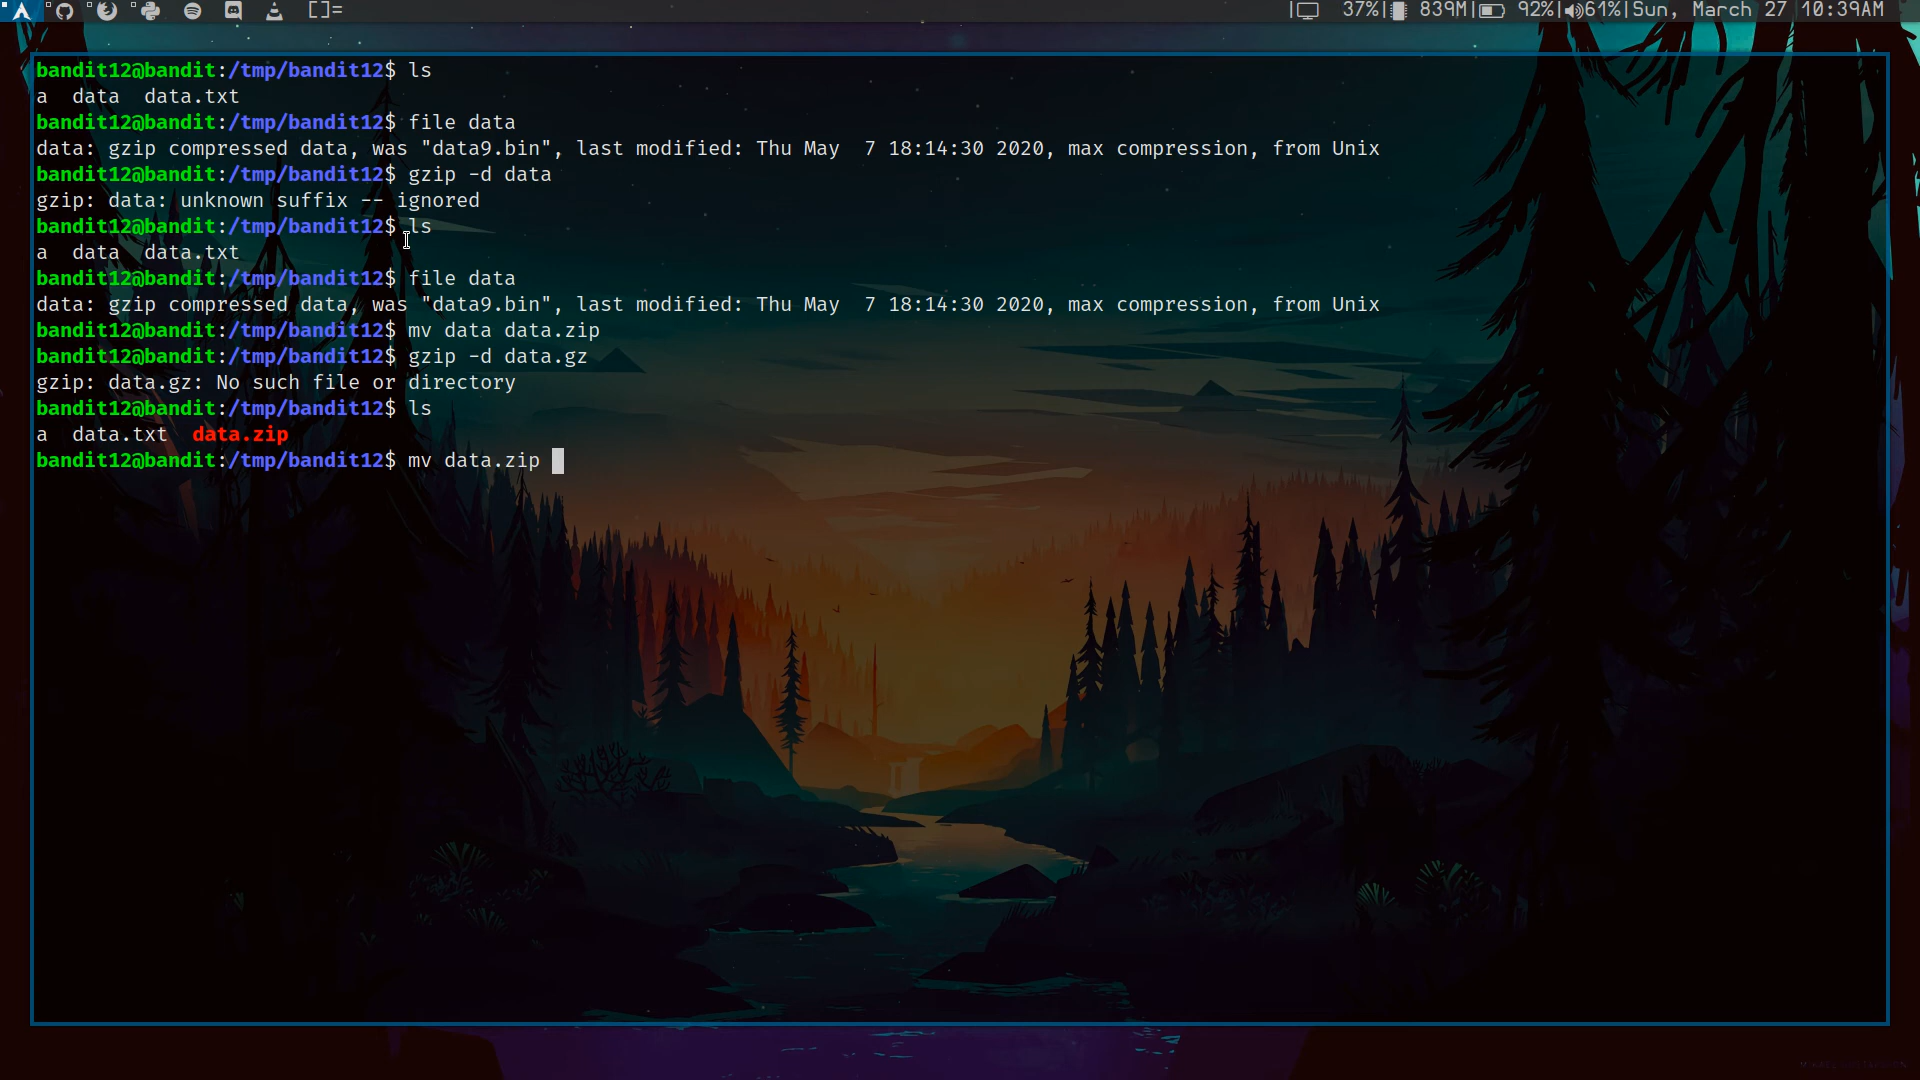 []= | 37%| 839M| 92%| 61%|Sun, March 27 10:39AM
bandit12@bandit:/tmp/bandit12$ ls
a  data  data.txt
bandit12@bandit:/tmp/bandit12$ file data
data: gzip compressed data, was "data9.bin", last modified: Thu May  7 18:14:30 2020, max compression, from Unix
bandit12@bandit:/tmp/bandit12$ gzip -d data
gzip: data: unknown suffix -- ignored
bandit12@bandit:/tmp/bandit12$ ls
a  data  data.txt
bandit12@bandit:/tmp/bandit12$ file data
data: gzip compressed data, was "data9.bin", last modified: Thu May  7 18:14:30 2020, max compression, from Unix
bandit12@bandit:/tmp/bandit12$ mv data data.zip
bandit12@bandit:/tmp/bandit12$ gzip -d data.gz
gzip: data.gz: No such file or directory
bandit12@bandit:/tmp/bandit12$ ls
a  data.txt  data.zip
bandit12@bandit:/tmp/bandit12$ mv data.zip